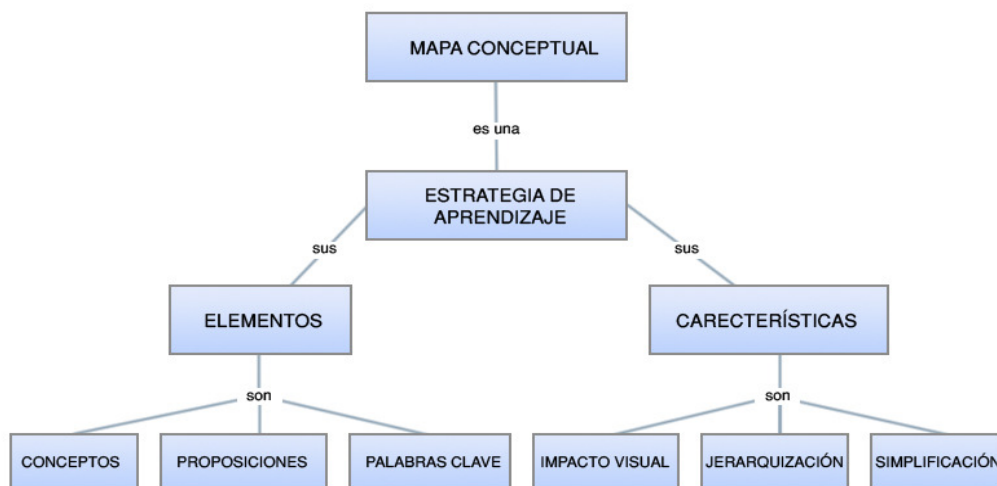 MAPA CONCEPTUAL
es una
ESTRATEGIA DE
APRENDIZAJE
sus
sus
ELEMENTOS
CARECTERÍSTICAS
son
son
CONCEPTOS
PROPOSICIONES
PALABRAS CLAVE
IMPACTO VISUAL
JERARQUIZACIÓN
SIMPLIFICACIÓN